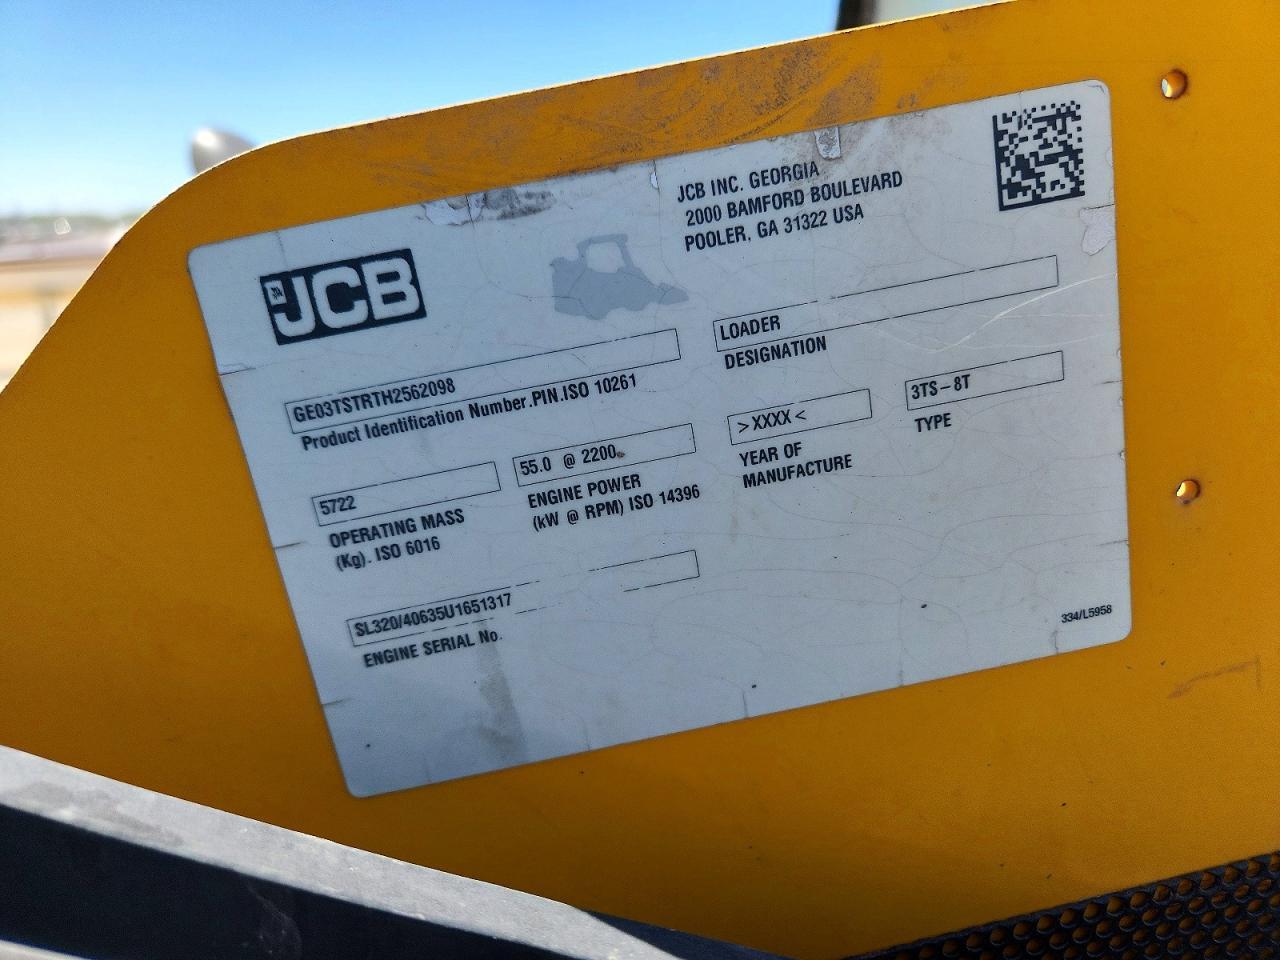 JCB INC. GEORGIA
2000 BAMFORD BOULEVARD
POOLER, GA 31322 USA
JCB
LOADER
DESIGNATION
GE03TSTRTH2562098
Product Identification Number.PIN.ISO 10261
>XXXX<
YEAR OF
MANUFACTURE
3TS-8T
TYPE
5722
OPERATING MASS
(Kg). ISO 6016
55.0 @ 2200
ENGINE POWER
(kW @ RPM) ISO 14396
SL320/40635U1651317
ENGINE SERIAL No.
334/L5958